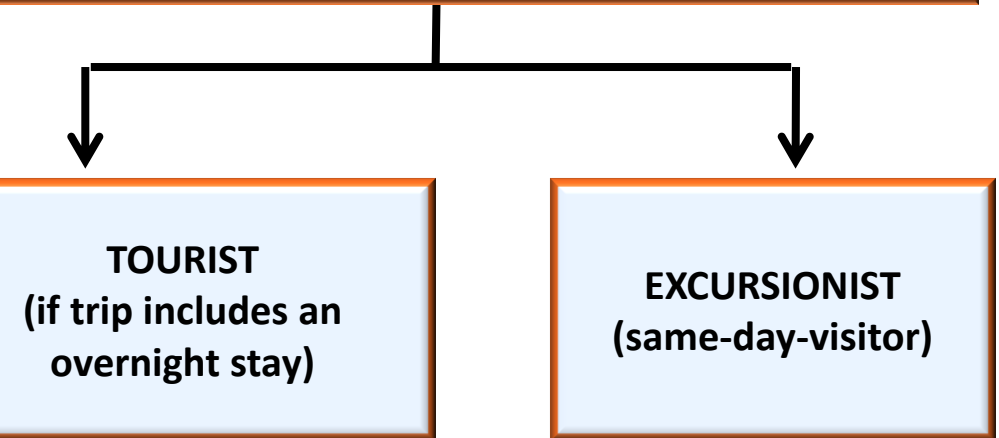 TOURIST
(if trip includes an
overnight stay)
EXCURSIONIST
(same-day-visitor)